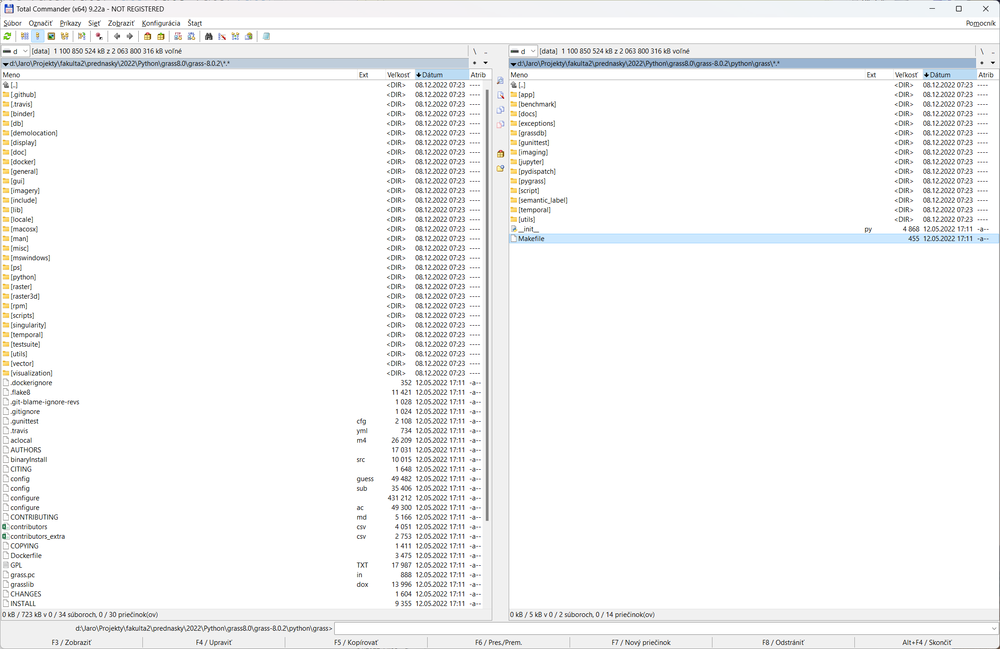 Total Commander (x64) 9.22a - NOT REGISTERED
Súbor Označiť Príkazy Sieť Zobraziť Konfigurácia Štart Pomocník
FTP URL
d [data] 1 100 850 524 kB z 2 063 800 316 kB voľné \ ..
d:\Jaro\Projekty\fakulta2\prednasky\2022\Python\grass8.0\grass-8.0.2\*.* *
Meno Ext Veľkosť Dátum Atrib
[..] <DIR> 08.12.2022 07:23 ----
[.github] <DIR> 08.12.2022 07:23 ----
[.travis] <DIR> 08.12.2022 07:23 ----
[binder] <DIR> 08.12.2022 07:23 ----
[db] <DIR> 08.12.2022 07:23 ----
[demolocation] <DIR> 08.12.2022 07:23 ----
[display] <DIR> 08.12.2022 07:23 ----
[doc] <DIR> 08.12.2022 07:23 ----
[docker] <DIR> 08.12.2022 07:23 ----
[general] <DIR> 08.12.2022 07:23 ----
[gui] <DIR> 08.12.2022 07:23 ----
[imagery] <DIR> 08.12.2022 07:23 ----
[include] <DIR> 08.12.2022 07:23 ----
[lib] <DIR> 08.12.2022 07:23 ----
[locale] <DIR> 08.12.2022 07:23 ----
[macosx] <DIR> 08.12.2022 07:23 ----
[man] <DIR> 08.12.2022 07:23 ----
[misc] <DIR> 08.12.2022 07:23 ----
[mswindows] <DIR> 08.12.2022 07:23 ----
[ps] <DIR> 08.12.2022 07:23 ----
[python] <DIR> 08.12.2022 07:23 ----
[raster] <DIR> 08.12.2022 07:23 ----
[raster3d] <DIR> 08.12.2022 07:23 ----
[rpm] <DIR> 08.12.2022 07:23 ----
[scripts] <DIR> 08.12.2022 07:23 ----
[singularity] <DIR> 08.12.2022 07:23 ----
[temporal] <DIR> 08.12.2022 07:23 ----
[testsuite] <DIR> 08.12.2022 07:23 ----
[utils] <DIR> 08.12.2022 07:23 ----
[vector] <DIR> 08.12.2022 07:23 ----
[visualization] <DIR> 08.12.2022 07:23 ----
.dockerignore 352 12.05.2022 17:11 -a--
.flake8 11 421 12.05.2022 17:11 -a--
.git-blame-ignore-revs 1 028 12.05.2022 17:11 -a--
.gitignore 1 024 12.05.2022 17:11 -a--
.gunittest cfg 2 108 12.05.2022 17:11 -a--
.travis yml 734 12.05.2022 17:11 -a--
aclocal m4 26 209 12.05.2022 17:11 -a--
AUTHORS 17 031 12.05.2022 17:11 -a--
binaryInstall src 10 015 12.05.2022 17:11 -a--
CITING 1 648 12.05.2022 17:11 -a--
config guess 49 482 12.05.2022 17:11 -a--
config sub 35 406 12.05.2022 17:11 -a--
configure 431 212 12.05.2022 17:11 -a--
configure ac 49 300 12.05.2022 17:11 -a--
CONTRIBUTING md 5 166 12.05.2022 17:11 -a--
contributors csv 4 051 12.05.2022 17:11 -a--
contributors_extra csv 2 753 12.05.2022 17:11 -a--
COPYING 1 411 12.05.2022 17:11 -a--
Dockerfile 3 475 12.05.2022 17:11 -a--
GPL TXT 17 987 12.05.2022 17:11 -a--
grass.pc in 888 12.05.2022 17:11 -a--
grasslib dox 13 996 12.05.2022 17:11 -a--
CHANGES 1 604 12.05.2022 17:11 -a--
INSTALL 9 355 12.05.2022 17:11 -a--
0 kB / 723 kB v 0 / 34 súboroch, 0 / 30 priečinok(ov)
d [data] 1 100 850 524 kB z 2 063 800 316 kB voľné \ ..
d:\Jaro\Projekty\fakulta2\prednasky\2022\Python\grass8.0\grass-8.0.2\python\grass\*.* *
Meno Ext Veľkosť Dátum Atrib
[..] <DIR> 08.12.2022 07:23 ----
[app] <DIR> 08.12.2022 07:23 ----
[benchmark] <DIR> 08.12.2022 07:23 ----
[docs] <DIR> 08.12.2022 07:23 ----
[exceptions] <DIR> 08.12.2022 07:23 ----
[grassdb] <DIR> 08.12.2022 07:23 ----
[gunittest] <DIR> 08.12.2022 07:23 ----
[imaging] <DIR> 08.12.2022 07:23 ----
[jupyter] <DIR> 08.12.2022 07:23 ----
[pydispatch] <DIR> 08.12.2022 07:23 ----
[pygrass] <DIR> 08.12.2022 07:23 ----
[script] <DIR> 08.12.2022 07:23 ----
[semantic_label] <DIR> 08.12.2022 07:23 ----
[temporal] <DIR> 08.12.2022 07:23 ----
[utils] <DIR> 08.12.2022 07:23 ----
__init__ py 4 868 12.05.2022 17:11 -a--
Makefile 455 12.05.2022 17:11 -a--
0 kB / 5 kB v 0 / 2 súboroch, 0 / 14 priečinok(ov)
d:\Jaro\Projekty\fakulta2\prednasky\2022\Python\grass8.0\grass-8.0.2\python\grass>
F3 / Zobraziť F4 / Upraviť F5 / Kopírovať F6 / Pres./Prem. F7 / Nový priečinok F8 / Odstrániť Alt+F4 / Skončiť